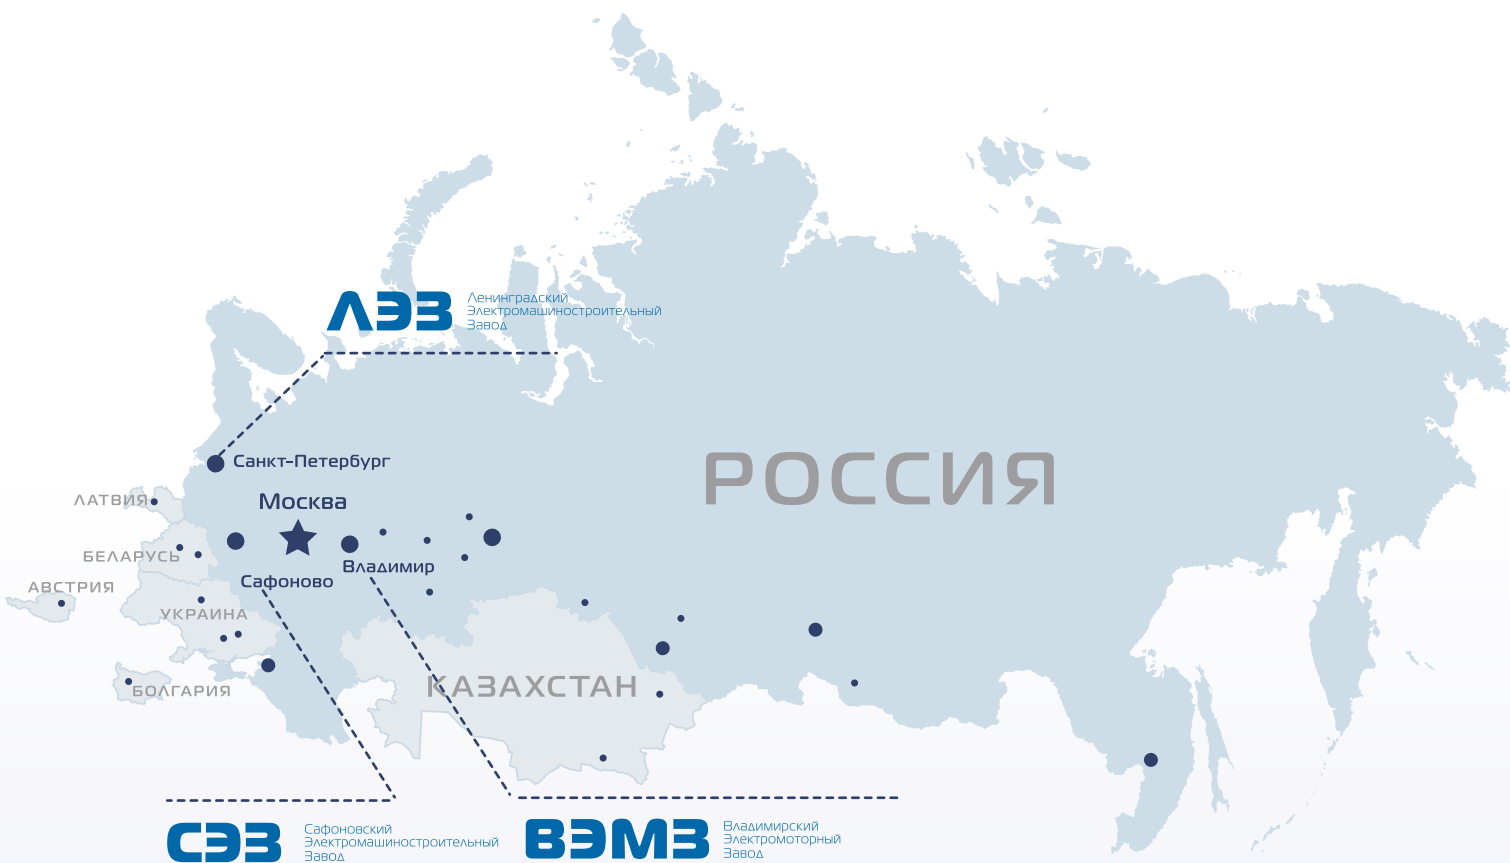 ЛЭЗ
Ленинградский
Электромашиностроительный
Завод
РОССИЯ
Санкт-Петербург
ЛАТВИЯ
Москва
БЕЛАРУСЬ
Владимир
Сафоново
АВСТРИЯ
УКРАИНА
КАЗАХСТАН
БОЛГАРИЯ
СЭЗ
Сафоновский
Электромашиностроительный
Завод
ВЭМЗ
Владимирский
Электромоторный
Завод